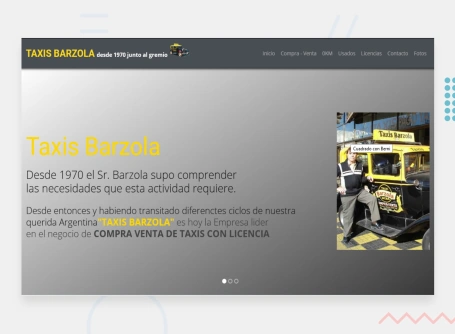 TAXIS BARZOLA desde 1970 junto al gremio
Inicio Compra - Venta 0KM Usados Licencias Contacto Fotos
Taxis Barzola
Taxis Barzola
Cuadrado con Borde
Desde 1970 el Sr. Barzola supo comprender
las necesidades que esta actividad requiere.
Desde entonces y habiendo transitado diferenctes ciclos de nuestra
querida Argentina "TAXIS BARZOLA" es hoy la Empresa lider
en el negocio de COMPRA VENTA DE TAXIS CON LICENCIA